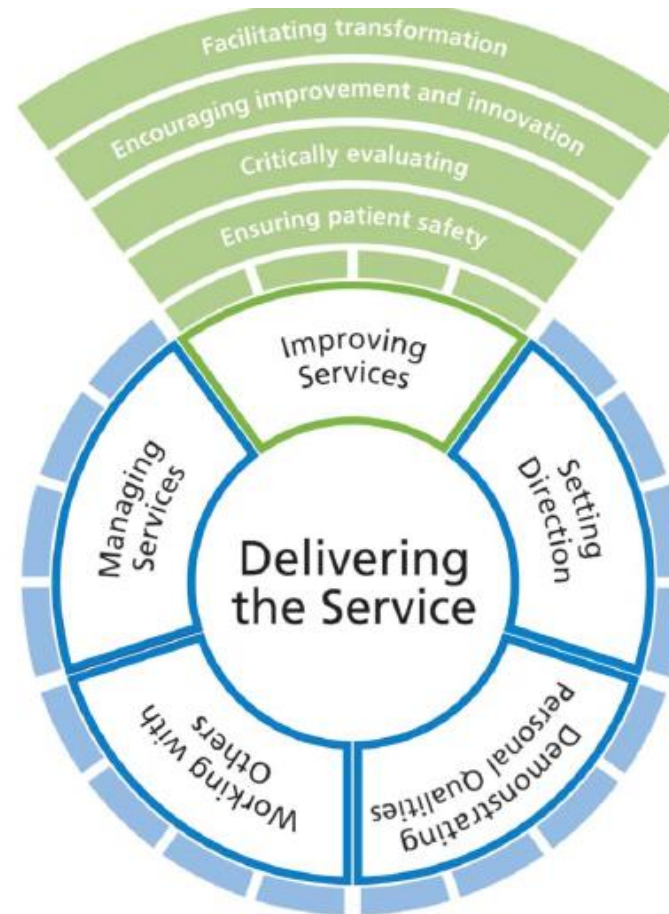 Facilitating transformation
Encouraging improvement and innovation
Critically evaluating
Ensuring patient safety
Improving
Services
Setting
Direction
Demonstrating
Personal Qualities
Working with
Others
Managing
Services
Delivering
the Service